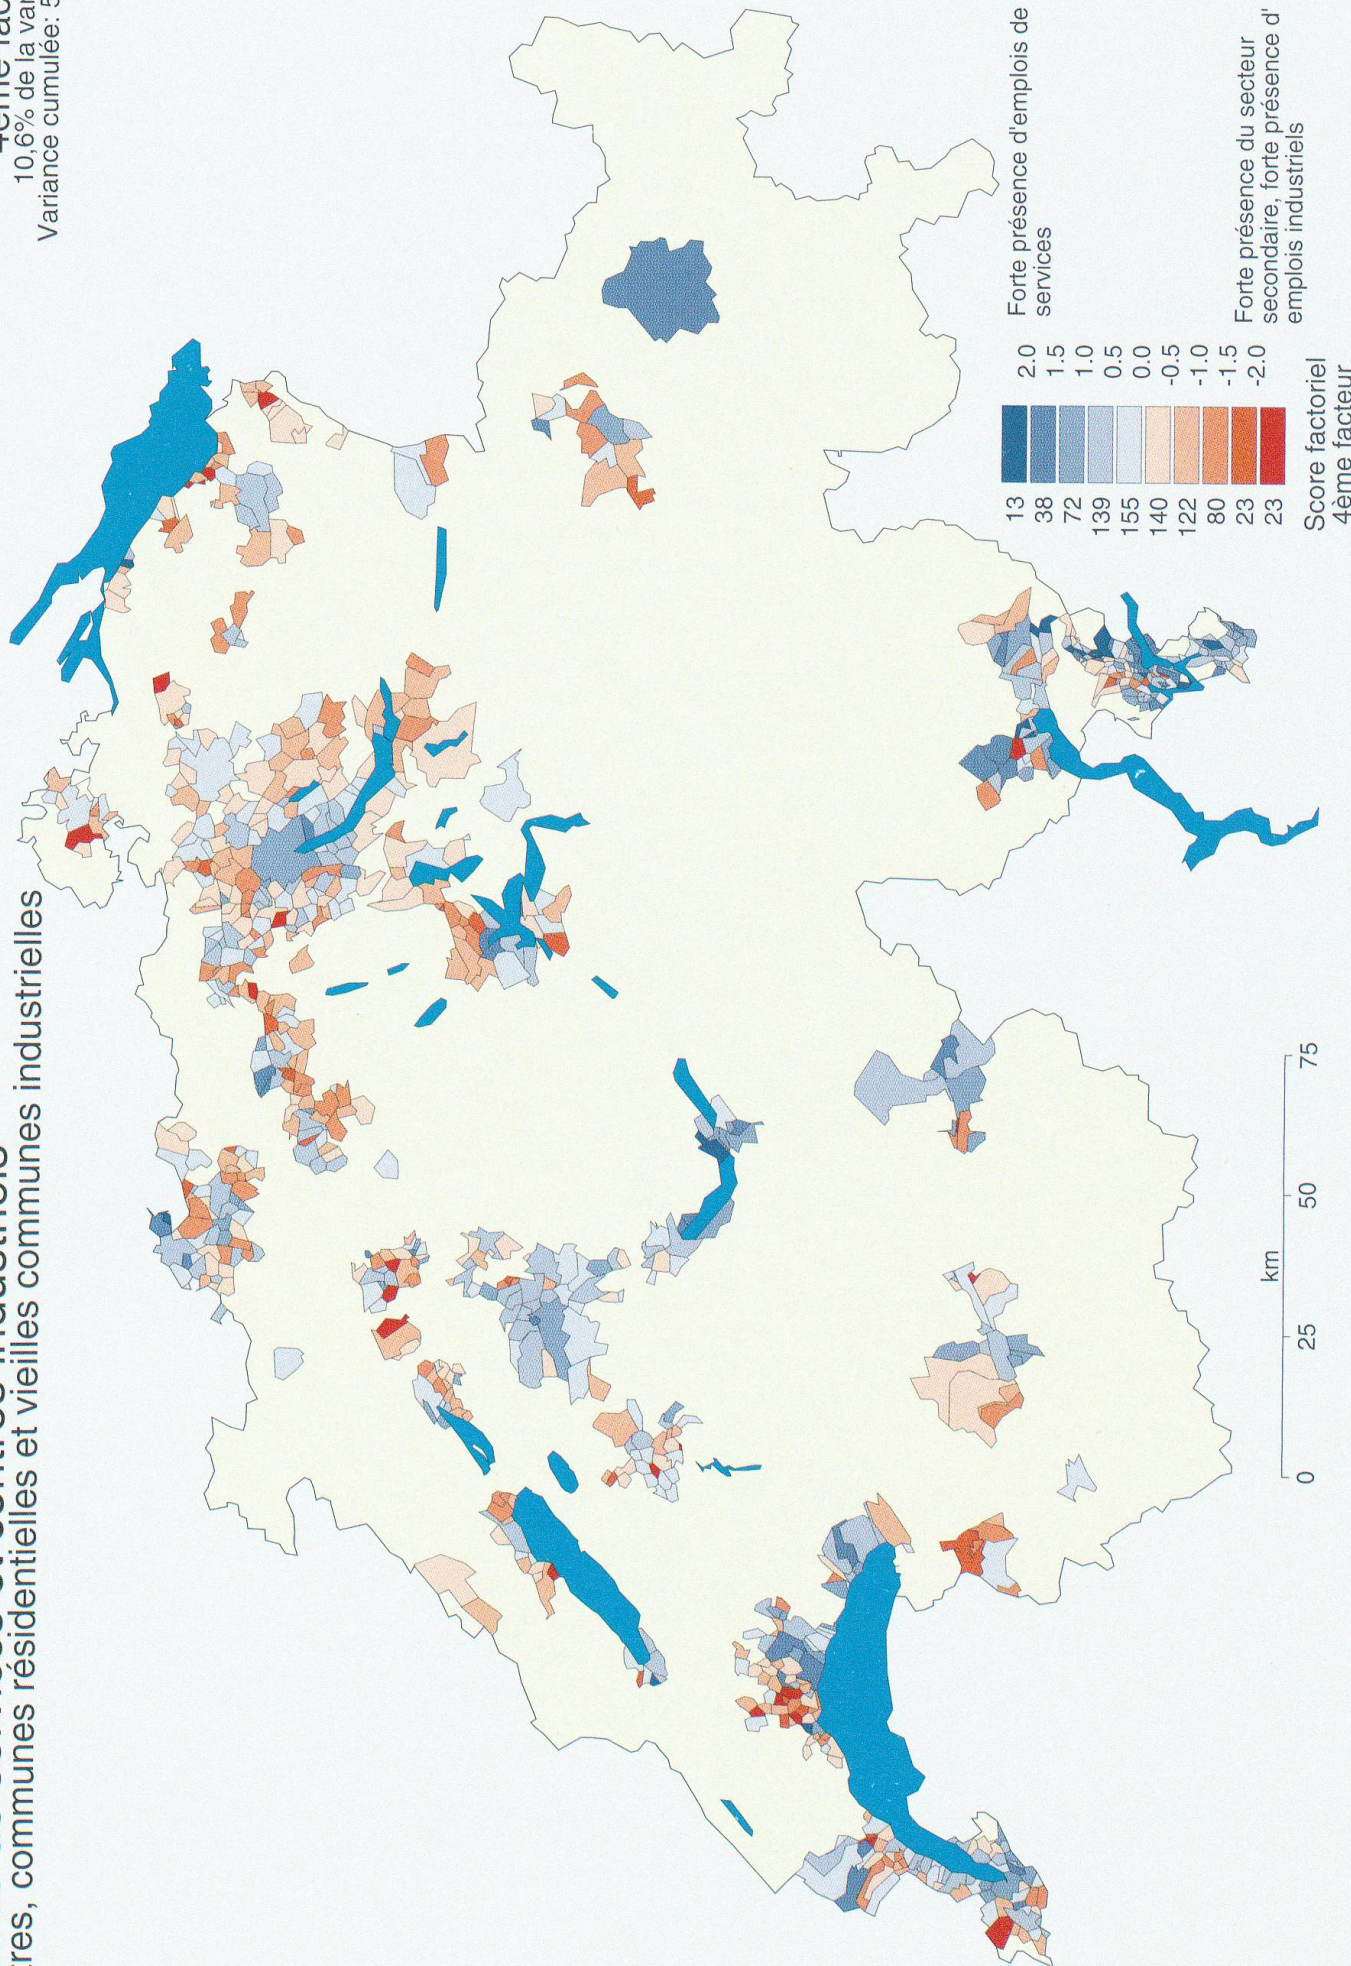 10,6% de la
Variance cumulée:
communes résidentielles et vieilles communes industrielles
Forte présence d'emplois de
services
Forte présence du secteur
secondaire, forte présence d'
emplois industriels
13
38
72
139
155
140
122
80
23
23
2.0
1.5
1.0
0.5
0.0
-0.5
-1.0
-1.5
-2.0
Score factoriel
4ème facteur
0
25
50
75
km